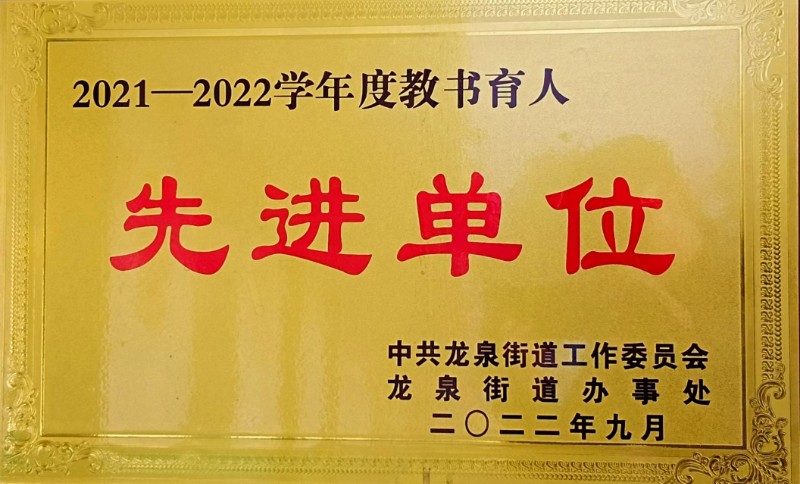 2021—2022学年度教书育人
先进单位
中共龙泉街道工作委员会
龙泉街道办事处
二〇二二年九月